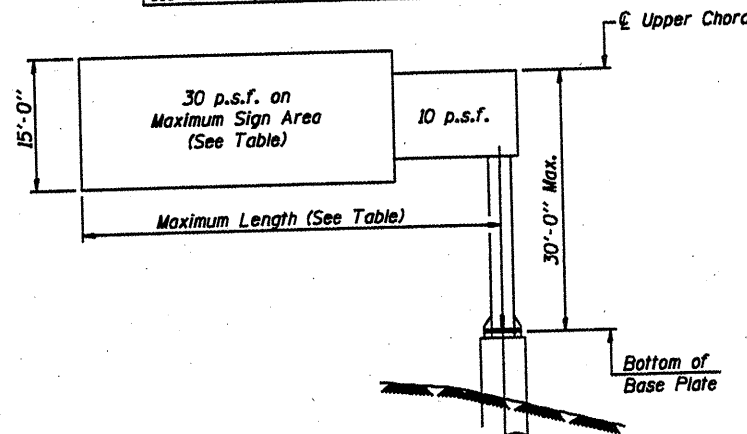 ℄ Upper Chord
15'-0"
30 p.s.f. on
Maximum Sign Area
(See Table)
10 p.s.f.
Maximum Length (See Table)
30'-0" Max.
Bottom of
Base Plate